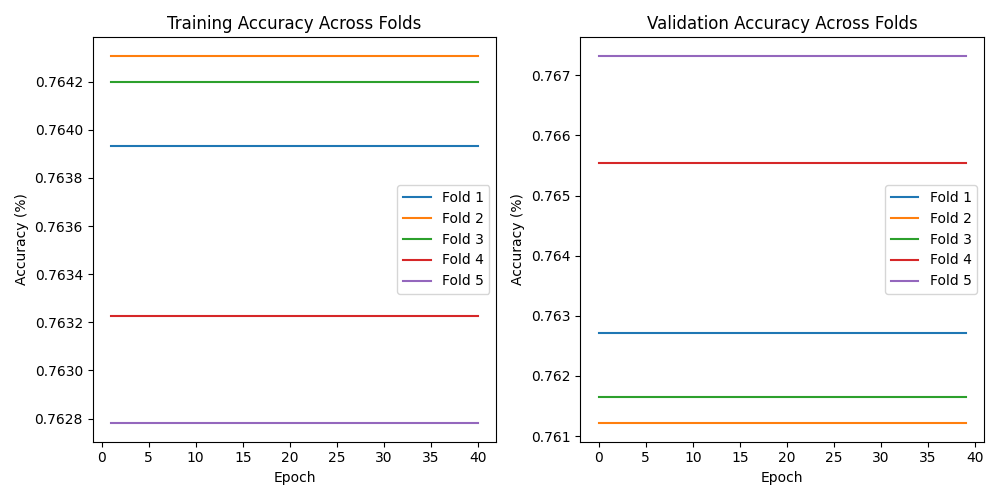 Training Accuracy Across Folds
Accuracy (%)
0.7642
0.7640
0.7638
0.7636
0.7634
0.7632
0.7630
0.7628
0 5 10 15 20 25 30 35 40
Epoch
Fold 1
Fold 2
Fold 3
Fold 4
Fold 5
Validation Accuracy Across Folds
Accuracy (%)
0.767
0.766
0.765
0.764
0.763
0.762
0.761
0 5 10 15 20 25 30 35 40
Epoch
Fold 1
Fold 2
Fold 3
Fold 4
Fold 5